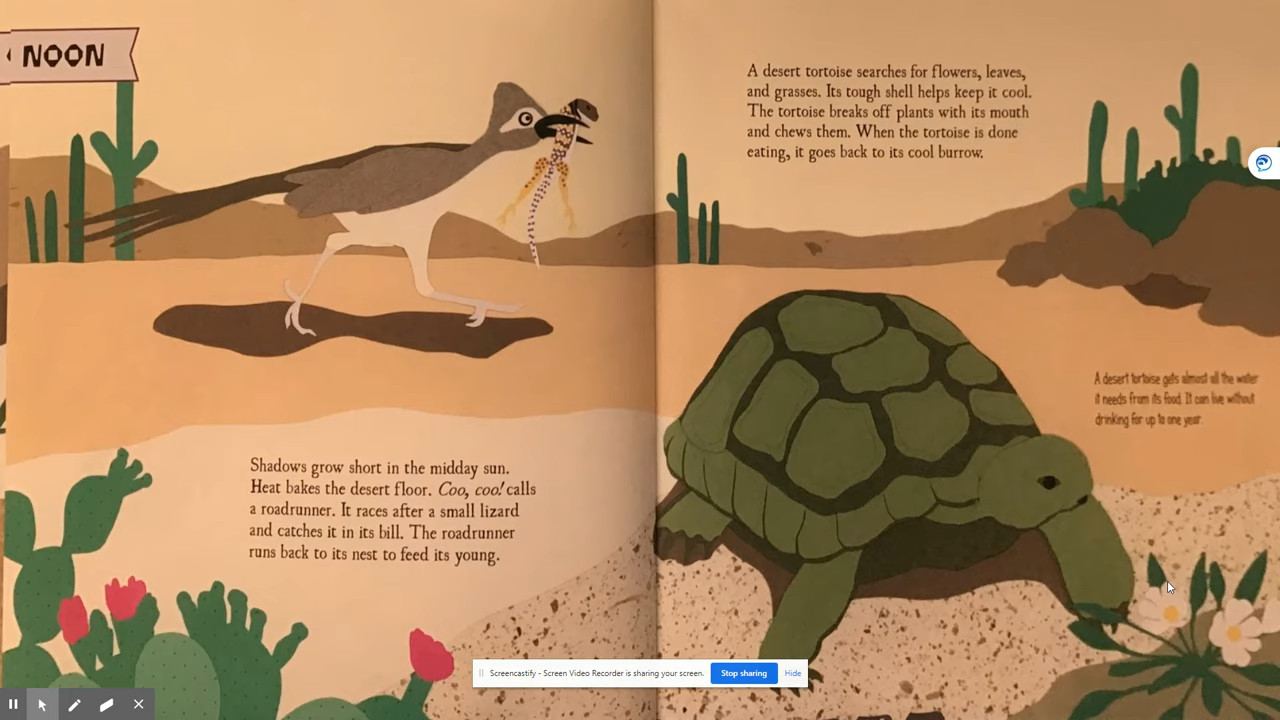 NOON
A desert tortoise searches for flowers, leaves,
and grasses. Its tough shell helps keep it cool.
The tortoise breaks off plants with its mouth
and chews them. When the tortoise is done
eating, it goes back to its cool burrow.
A desert tortoise gets almost all the water
it needs from its food. It can live without
drinking for up to one year.
Shadows grow short in the midday sun.
Heat bakes the desert floor. Coo, coo! calls
a roadrunner. It races after a small lizard
and catches it in its bill. The roadrunner
runs back to its nest to feed its young.
Screencastify - Screen Video Recorder is sharing your screen.
Stop sharing
Hide